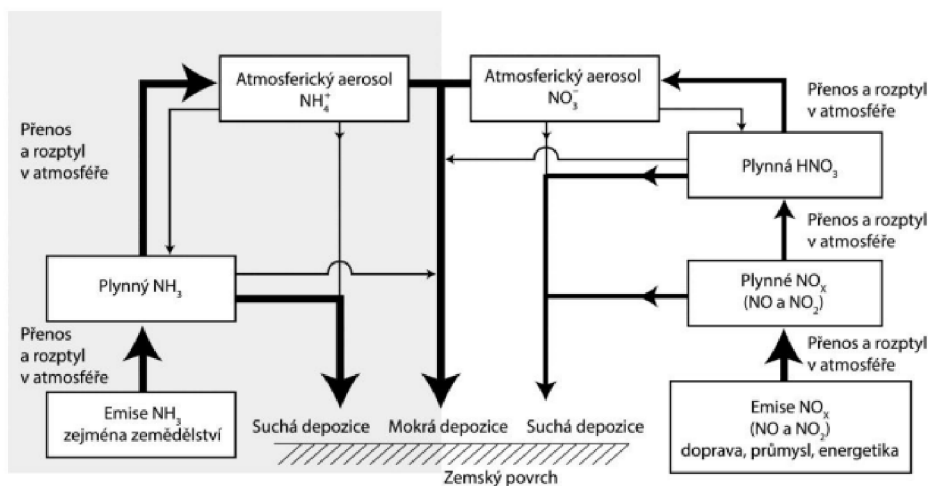 Atmosferický aerosol
NH₄⁺
Atmosferický aerosol
NO₃⁻
Přenos
a rozptyl
v atmosféře
Přenos a rozptyl
v atmosféře
Plynná HNO₃
Přenos a rozptyl
v atmosféře
Plynný NH₃
Plynné NOₓ
(NO a NO₂)
Přenos
a rozptyl
v atmosféře
Přenos a rozptyl
v atmosféře
Emise NH₃
zejména zemědělství
Suchá depozice
Mokrá depozice
Suchá depozice
Emise NOₓ
(NO a NO₂)
doprava, průmysl, energetika
Zemský povrch